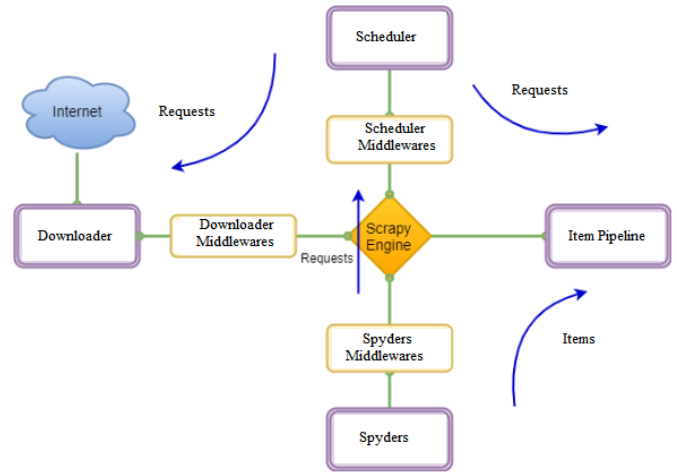 Scheduler
Requests
Internet
Requests
Scheduler
Middlewares
Downloader
Downloader
Middlewares
Scrapy
Engine
Item Pipeline
Requests
Spyders
Middlewares
Items
Spyders